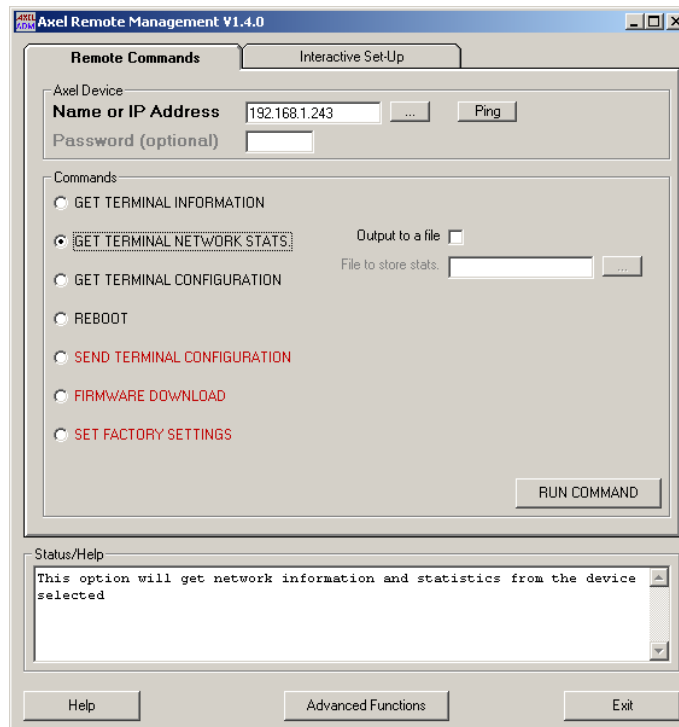 AXEL ADM Axel Remote Management V1.4.0
Remote Commands Interactive Set-Up
Axel Device
Name or IP Address 192.168.1.243 ... Ping
Password (optional)
Commands
GET TERMINAL INFORMATION
GET TERMINAL NETWORK STATS. Output to a file
File to store stats. ...
GET TERMINAL CONFIGURATION
REBOOT
SEND TERMINAL CONFIGURATION
FIRMWARE DOWNLOAD
SET FACTORY SETTINGS
RUN COMMAND
Status/Help
This option will get network information and statistics from the device
selected
Help Advanced Functions Exit